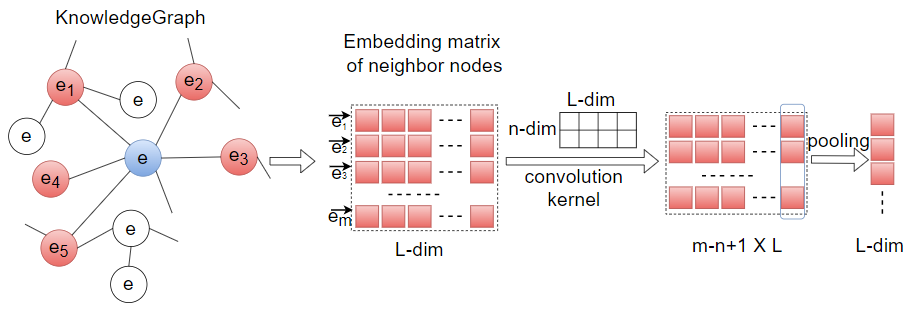 KnowledgeGraph
e1
e2
e
e
e
e3
e4
e
e5
e
Embedding matrix
of neighbor nodes
e1
e2
e3
em
L-dim
L-dim
n-dim
convolution
kernel
m-n+1 X L
pooling
L-dim